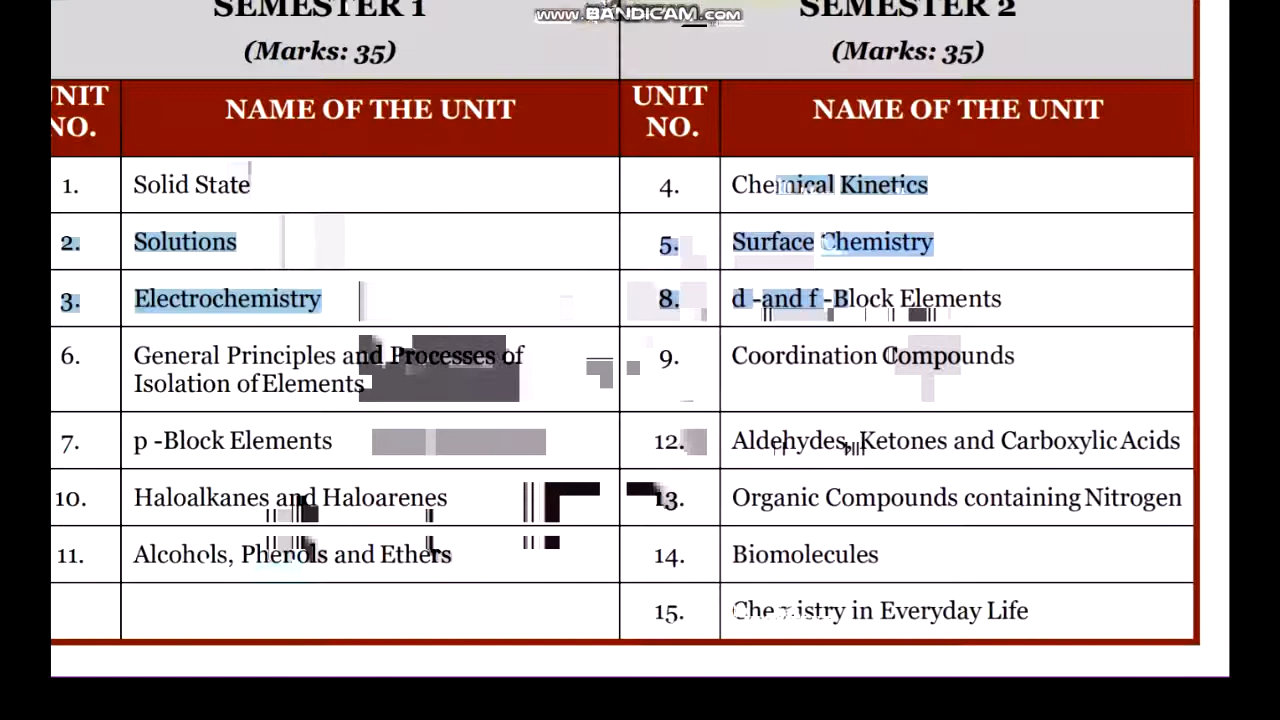 SEMESTER 1 SEMESTER 2
www.BANDICAM.com
(Marks: 35) (Marks: 35)
UNIT NO. NAME OF THE UNIT UNIT NO. NAME OF THE UNIT
1. Solid State 4. Chemical Kinetics
2. Solutions 5. Surface Chemistry
3. Electrochemistry 8. d -and f -Block Elements
6. General Principles and Processes of
Isolation of Elements 9. Coordination Compounds
7. p -Block Elements 12. Aldehydes, Ketones and Carboxylic Acids
10. Haloalkanes and Haloarenes 13. Organic Compounds containing Nitrogen
11. Alcohols, Phenols and Ethers 14. Biomolecules
15. Chemistry in Everyday Life